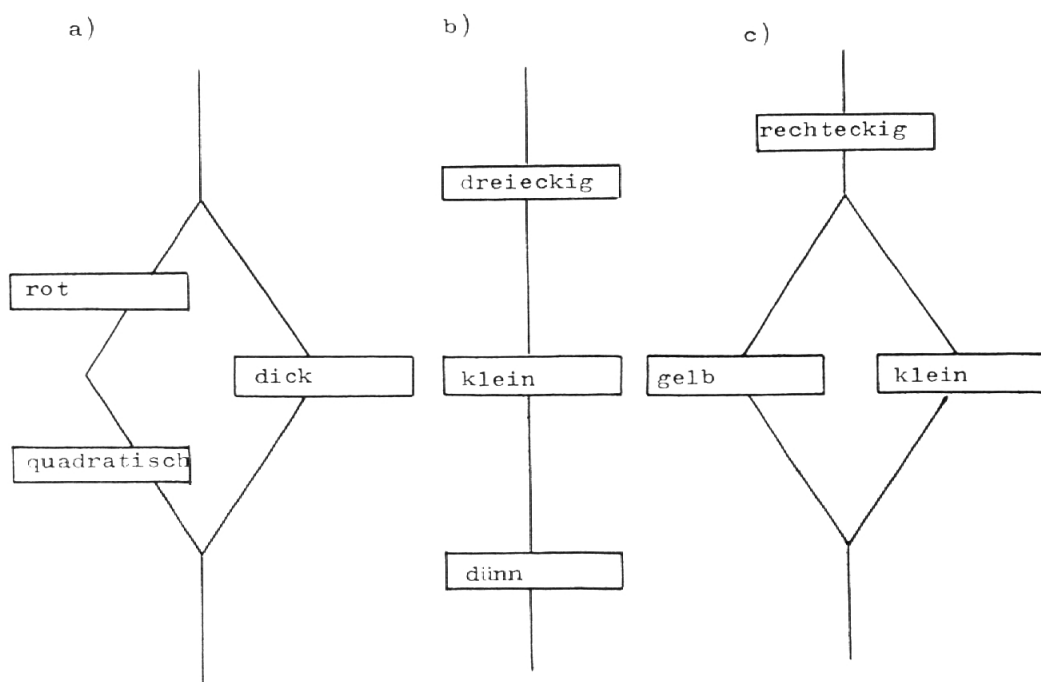 a)
rot
dick
quadratisch
b)
dreieckig
klein
dünn
c)
rechteckig
gelb
klein